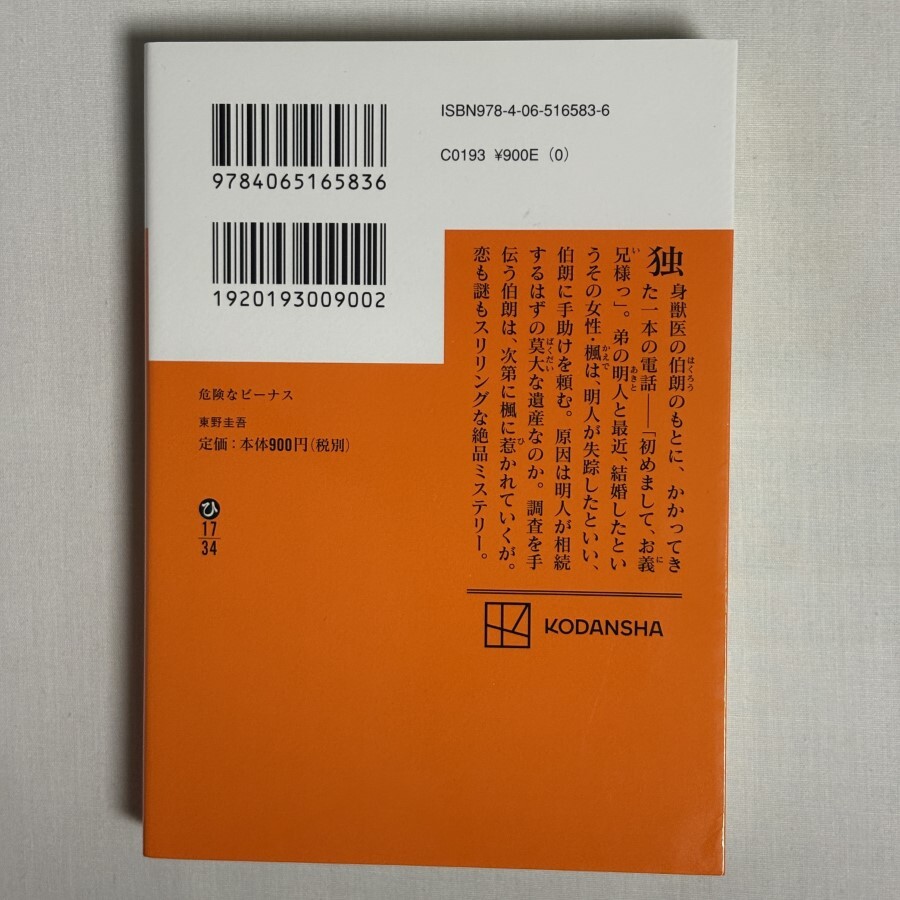 ISBN978-4-06-516583-6
C0193 ¥900E (0)
9784065165836
1920193009002
独身獣医の伯朗のもとに、かかってき
た一本の電話――「初めまして、お義
兄様っ」。弟の明人と最近、結婚したとい
うその女性・楓は、明人が失踪したといい、
伯朗に手助けを頼む。原因は明人が相続
するはずの莫大な遺産なのか。調査を手
伝う伯朗は、次第に楓に惹かれていくが。
恋も謎もスリリングな絶品ミステリー。
危険なビーナス
東野圭吾
定価:本体900円(税別)
ひ
17
34
KODANSHA